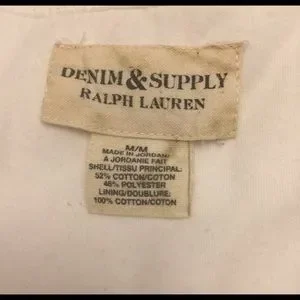 DENIM & SUPPLY
RALPH LAUREN
M/M
MADE IN JORDAN/
A JORDANIE FAIT
SHELL/TISSU PRINCIPAL:
52% COTTON/COTON
48% POLYESTER
LINING/DOUBLURE:
100% COTTON/COTON